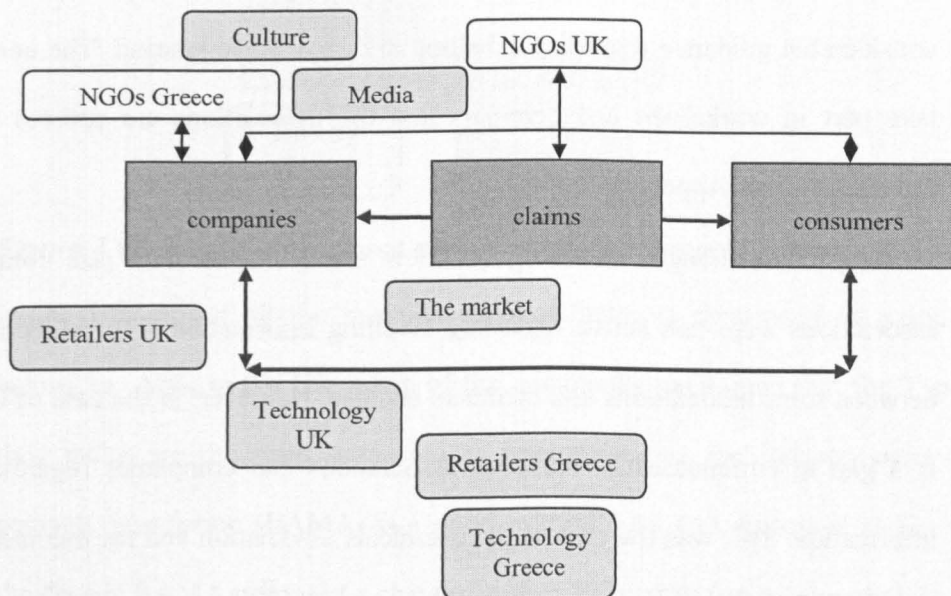 Culture
NGOs UK
NGOs Greece
Media
companies
claims
consumers
The market
Retailers UK
Technology
UK
Retailers Greece
Technology
Greece